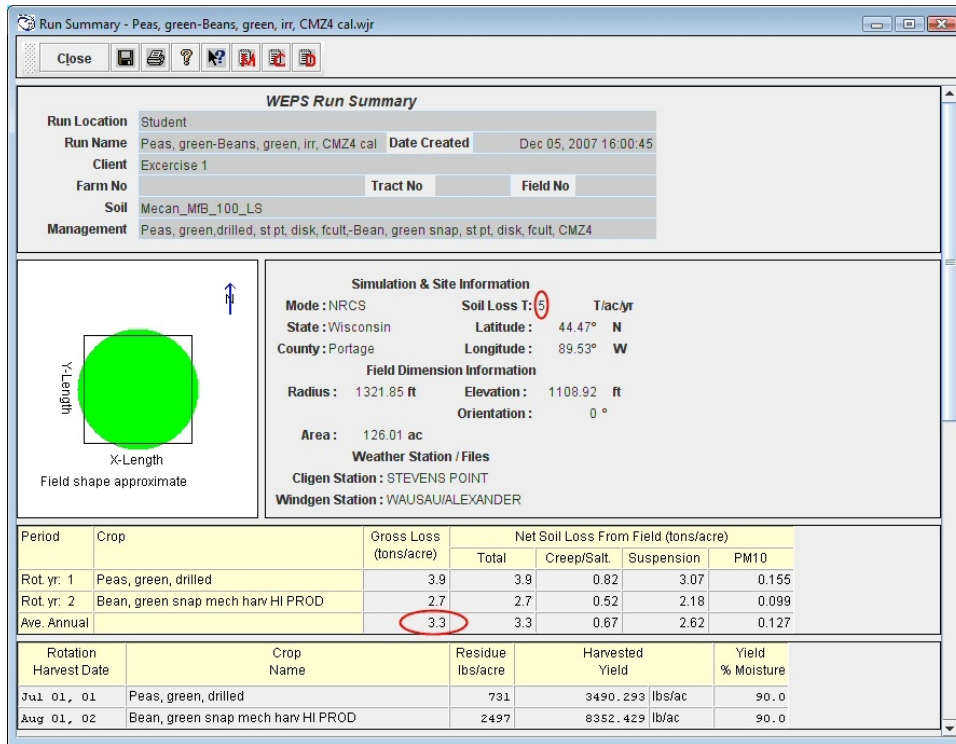 Run Summary - Peas, green-Beans, green, irr, CMZ4 cal.wjr
Close
WEPS Run Summary
Run Location Student
Run Name Peas, green-Beans, green, irr, CMZ4 cal Date Created Dec 05, 2007 16:00:45
Client Excercise 1
Farm No Tract No Field No
Soil Mecan_MfB_100_LS
Management Peas, green,drilled, st pt, disk, fcult,-Bean, green snap, st pt, disk, fcult, CMZ4
N
Y-Length
X-Length
Field shape approximate
Simulation & Site Information
Mode : NRCS Soil Loss T: 5 T/ac/yr
State : Wisconsin Latitude : 44.47° N
County : Portage Longitude : 89.53° W
Field Dimension Information
Radius : 1321.85 ft Elevation : 1108.92 ft
Orientation : 0 °
Area : 126.01 ac
Weather Station / Files
Cligen Station : STEVENS POINT
Windgen Station : WAUSAU/ALEXANDER
Period Crop Gross Loss Net Soil Loss From Field (tons/acre)
(tons/acre) Total Creep/Salt. Suspension PM10
Rot. yr: 1 Peas, green, drilled 3.9 3.9 0.82 3.07 0.155
Rot. yr: 2 Bean, green snap mech harv HI PROD 2.7 2.7 0.52 2.18 0.099
Ave. Annual 3.3 3.3 0.67 2.62 0.127
Rotation Crop Residue Harvested Yield
Harvest Date Name lbs/acre Yield % Moisture
Jul 01, 01 Peas, green, drilled 731 3490.293 lbs/ac 90.0
Aug 01, 02 Bean, green snap mech harv HI PROD 2497 8352.429 lb/ac 90.0